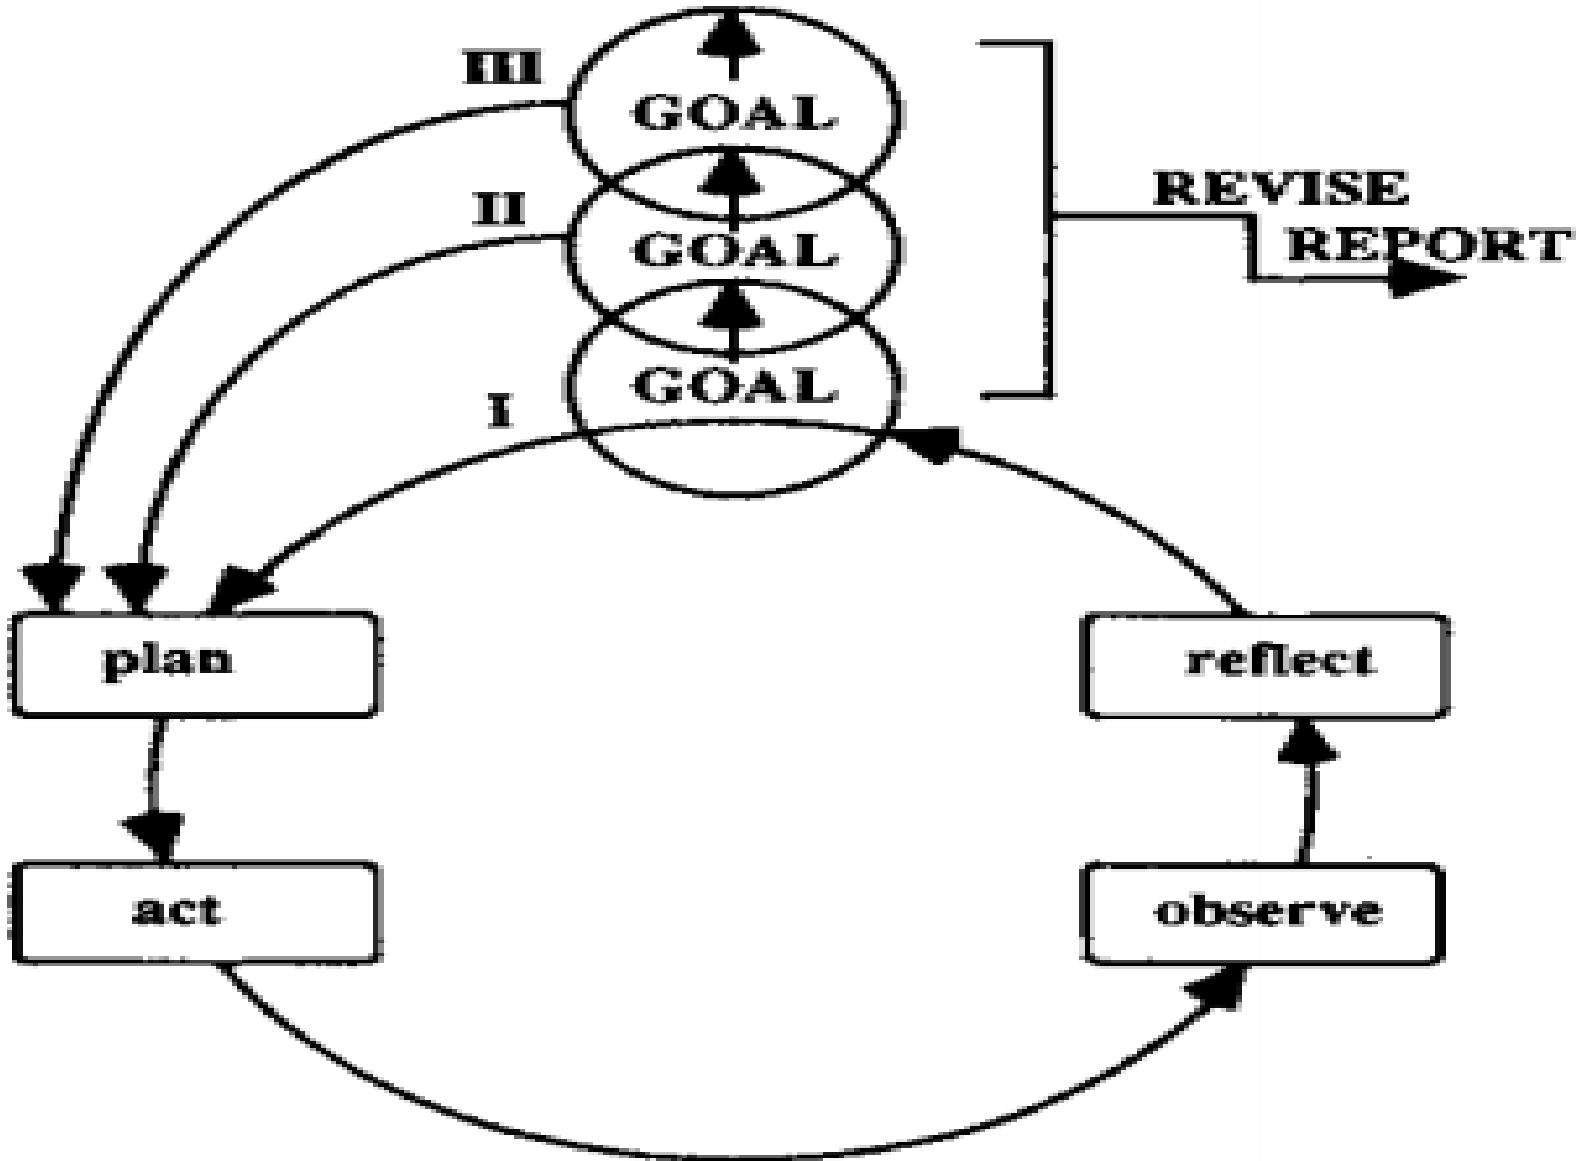 III
GOAL
REVISE
II
REPORT
GOAL
GOAL
I
plan
reflect
act
observe